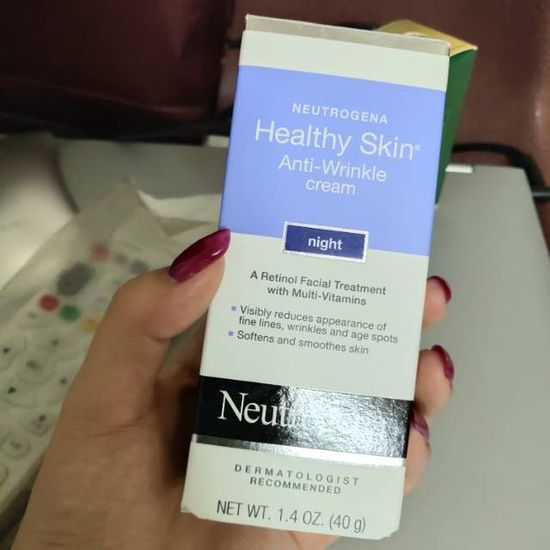 NEUTROGENA
Healthy Skin®
Anti-Wrinkle
cream
night
A Retinol Facial Treatment
with Multi-Vitamins
▪ Visibly reduces appearance of
fine lines, wrinkles and age spots
▪ Softens and smoothes skin
DERMATOLOGIST
RECOMMENDED
NET WT. 1.4 OZ. (40 g)